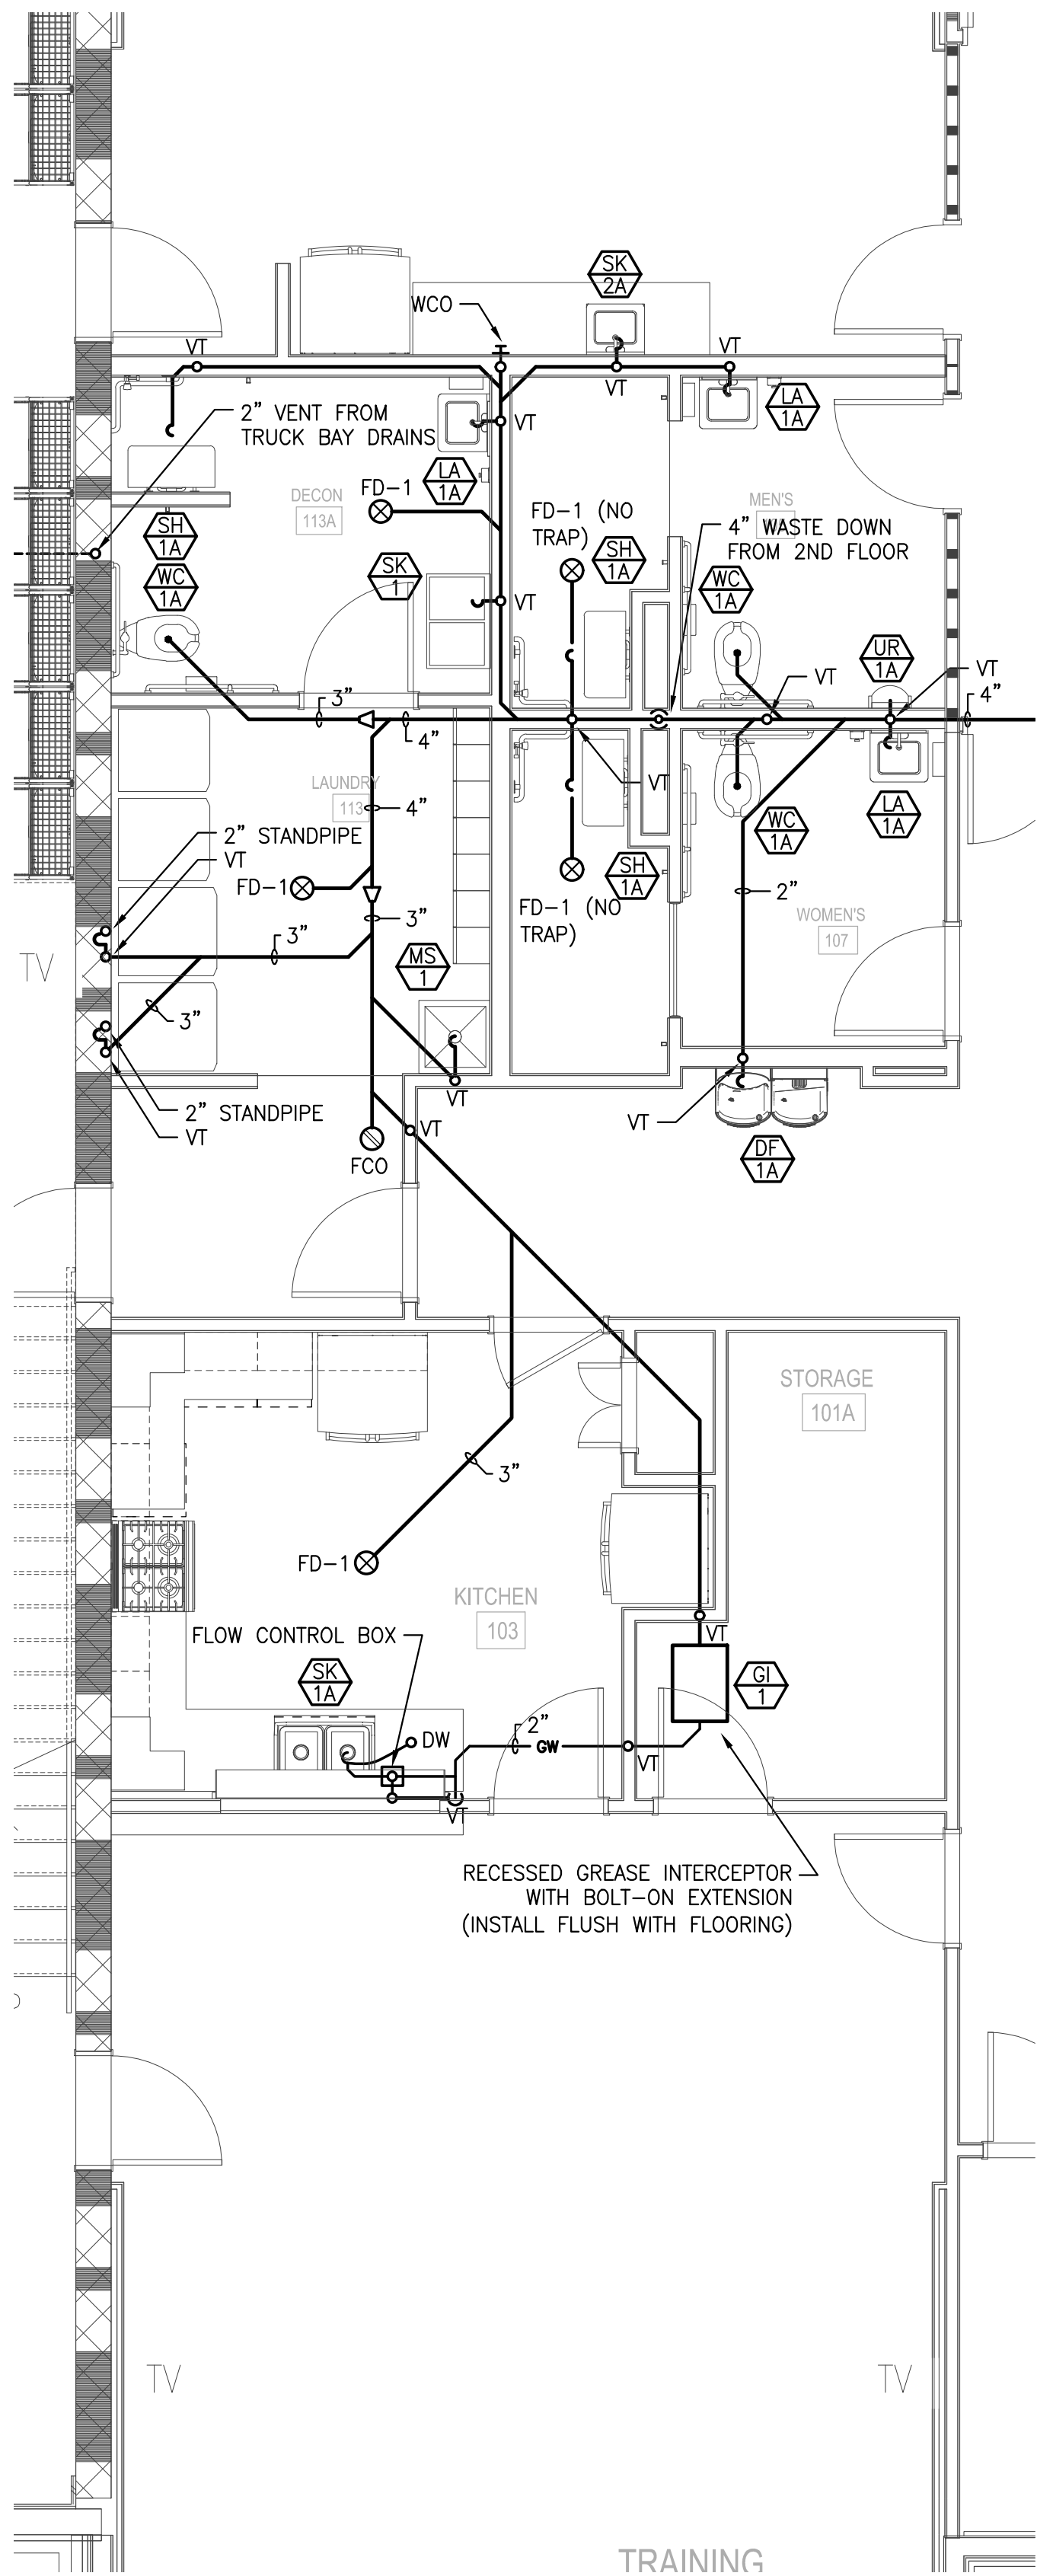 SK
2A
WCO
VT
VT
VT
LA
1A
2" VENT FROM
TRUCK BAY DRAINS
VT
LA
1A
DECON
113A
FD-1
FD-1 (NO
TRAP)
MEN'S
4" WASTE DOWN
FROM 2ND FLOOR
SH
1A
SH
1A
WC
1A
SK
1
WC
1A
VT
UR
1A
VT
VT
4"
3"
4"
VT
LAUNDRY
113
4"
LA
1A
WC
1A
2" STANDPIPE
VT
FD-1
SH
1A
2"
3"
FD-1 (NO
TRAP)
WOMEN'S
107
3"
MS
1
TV
3"
2" STANDPIPE
VT
VT
VT
FCO
VT
DF
1A
STORAGE
101A
3"
FD-1
KITCHEN
103
FLOW CONTROL BOX
VT
SK
1A
GI
1
DW
2"
GW
VT
VT
RECESSED GREASE INTERCEPTOR
WITH BOLT-ON EXTENSION
(INSTALL FLUSH WITH FLOORING)
TV
TV
TRAINING